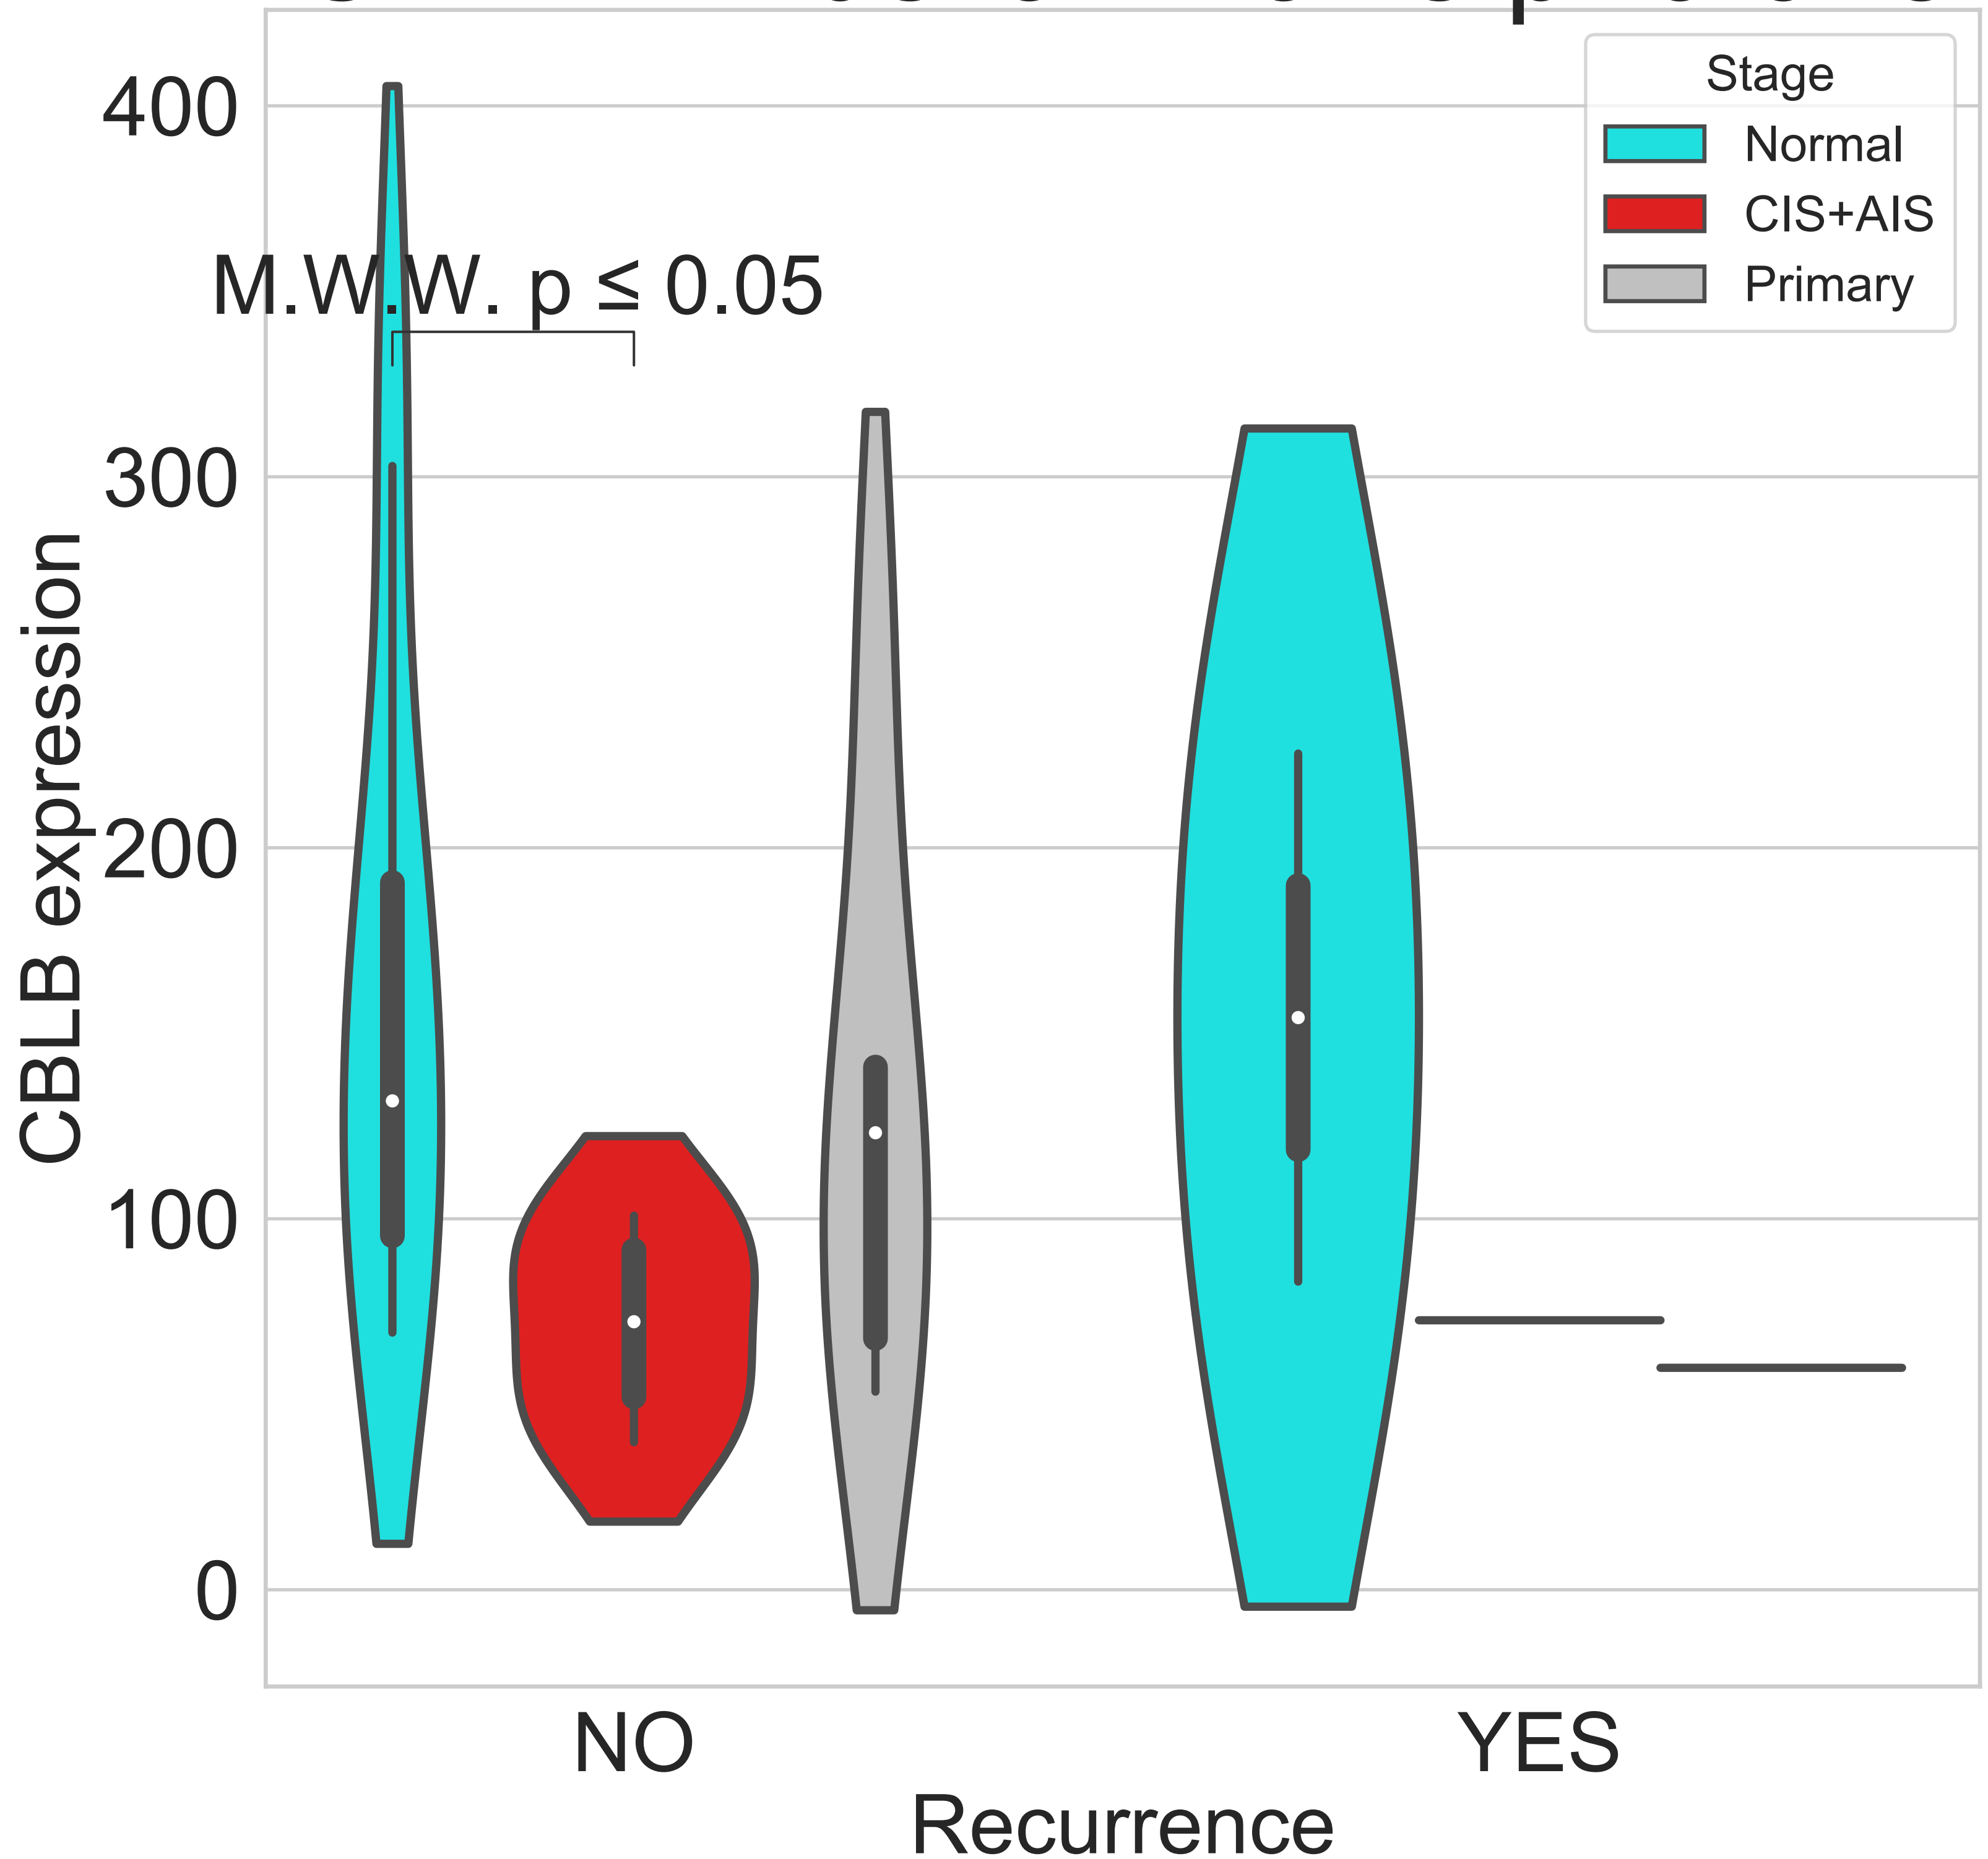 Stage
Normal
CIS+AIS
Primary
M.W.W. p ≤ 0.05
400
300
200
100
0
CBLB expression
NO
YES
Recurrence